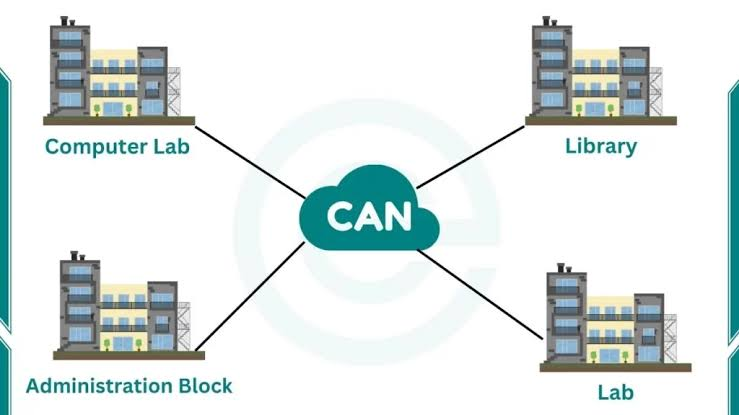 Computer Lab
Library
CAN
Administration Block
Lab